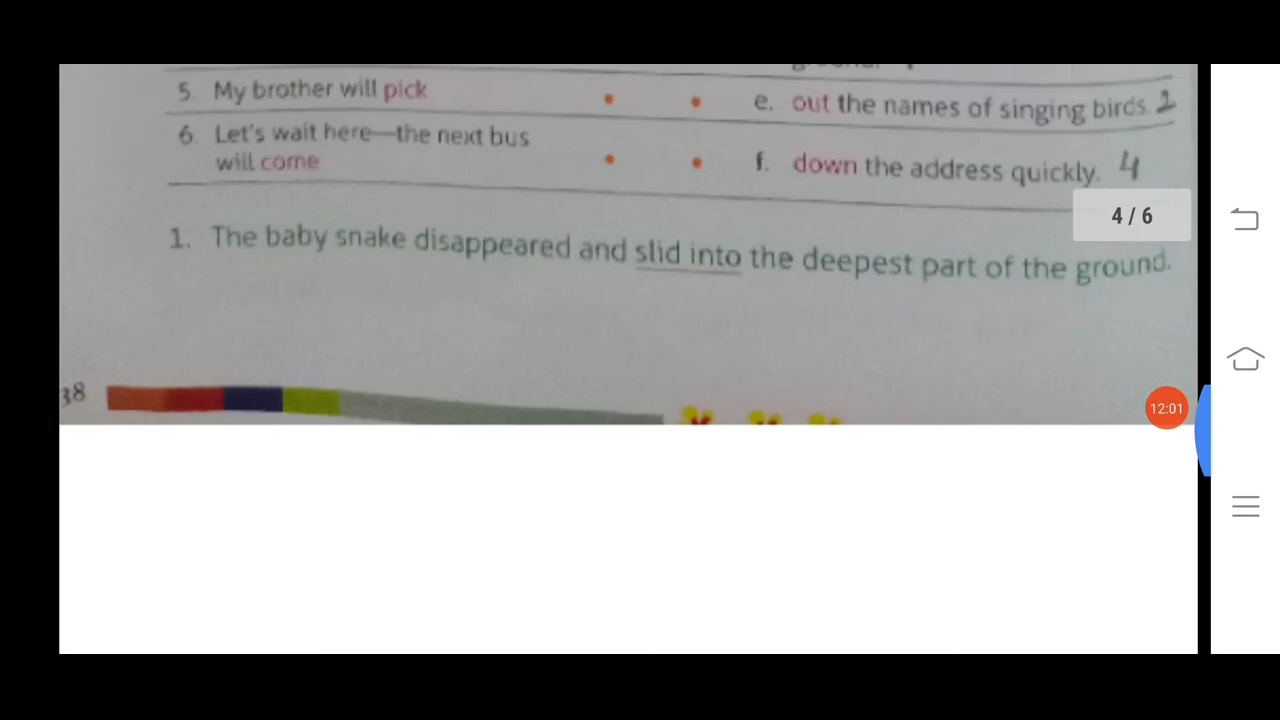 ground.
5. My brother will pick
e. out the names of singing birds. 2
6. Let's wait here—the next bus
will come
f. down the address quickly. 4
4 / 6
1. The baby snake disappeared and slid into the deepest part of the ground.
38
12:01